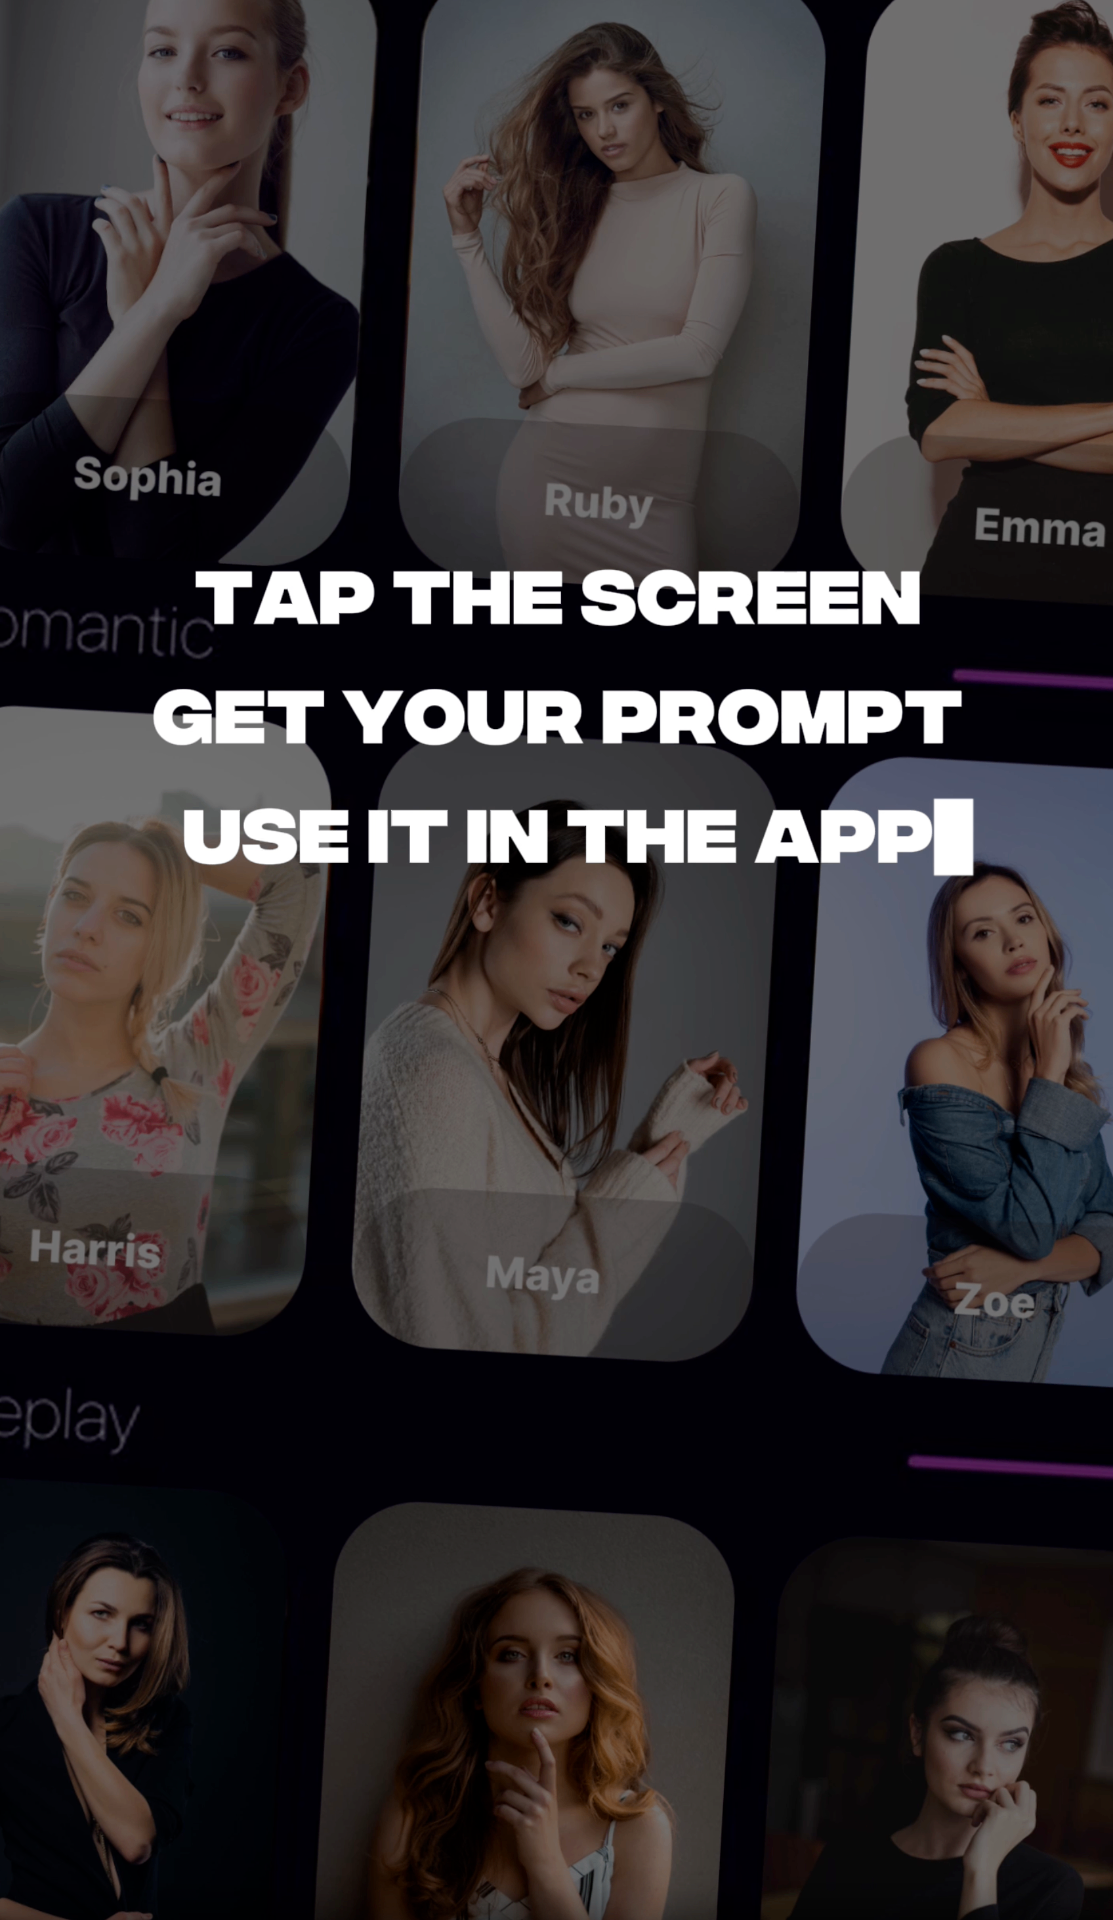 Sophia
Ruby
Emma
TAP THE SCREEN
omantic
GET YOUR PROMPT
USE IT IN THE APP
Harris
Maya
Zoe
eplay